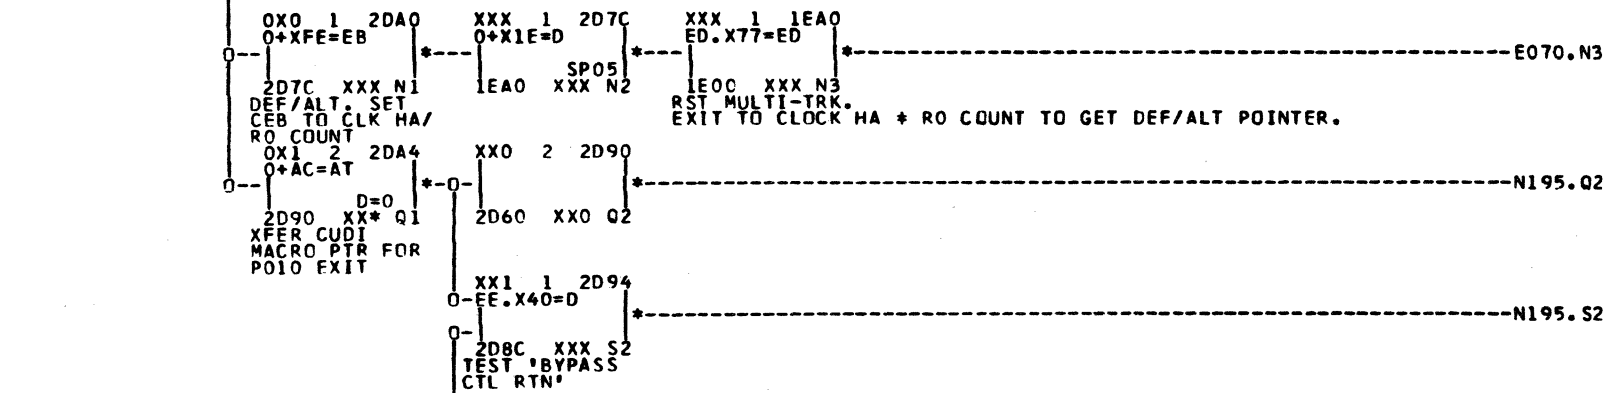 0X0 1 2DA0 XXX 1 2D7C XXX 1 1EA0
0+XFE=EB 0+X1E=D ED.X77=ED
O-- *--- *--- *--- E070.N3
SP05
2D7C XXX N1 1EA0 XXX N2 1E0C XXX N3
DEF/ALT. SET RST MULTI-TRK.
CEB TO CLK HA/ EXIT TO CLOCK HA * R0 COUNT TO GET DEF/ALT POINTER.
R0 COUNT
0X1 2 2DA4 XX0 2 2D90
0+AC=AT
O-- *-O- *--- N195.Q2
D=0
2D90 XX* Q1 2D60 XX0 Q2
XFER CUDI
MACRO PTR FOR
P010 EXIT
XX1 1 2D94
O-EE.X40=D
*--- N195.S2
O-
2D8C XXX S2
TEST 'BYPASS
CTL RTN'